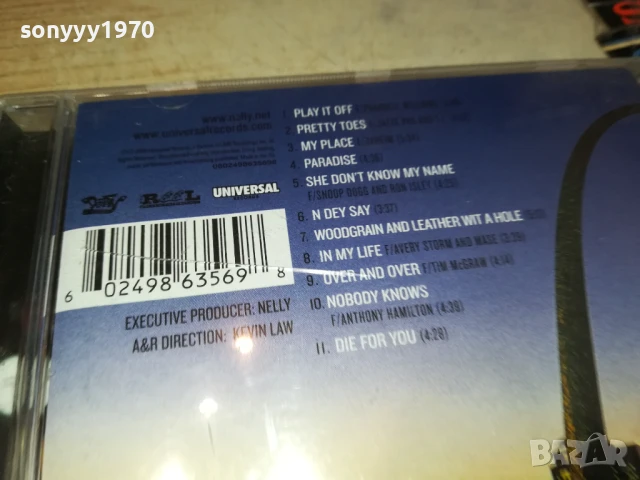 sonyyy1970
www.nelly.net
www.universalrecords.com
UNIVERSAL
RECORDS
6 02498 63569 8
EXECUTIVE PRODUCER: NELLY
A&R DIRECTION: KEVIN LAW
1 PLAY IT OFF
2. PRETTY TOES
3. MY PLACE
4. PARADISE (4:36)
5. SHE DON'T KNOW MY NAME
F/SNOOP DOGG AND RON ISLEY (4:25)
6. N DEY SAY (3:37)
7. WOODGRAIN AND LEATHER WIT A HOLE
8. IN MY LIFE F/AVERY STORM AND MASE (3:39)
9. OVER AND OVER F/TIM McGRAW (4:14)
10. NOBODY KNOWS
F/ANTHONY HAMILTON (4:39)
11. DIE FOR YOU (4:28)
BAZAR